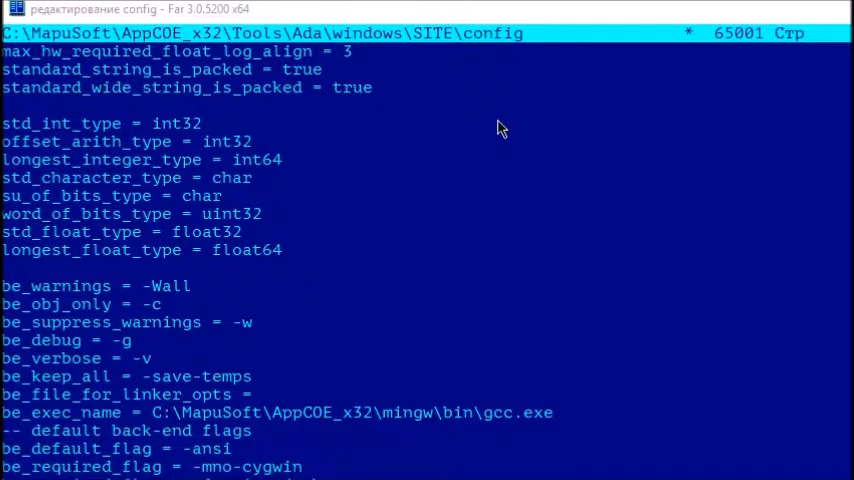 редактирование config - Far 3.0.5200 x64
C:\MapuSoft\AppCOE_x32\Tools\Ada\windows\SITE\config * 65001 Стр
max_hw_required_float_log_align = 3
standard_string_is_packed = true
standard_wide_string_is_packed = true
std_int_type = int32
offset_arith_type = int32
longest_integer_type = int64
std_character_type = char
su_of_bits_type = char
word_of_bits_type = uint32
std_float_type = float32
longest_float_type = float64
be_warnings = -Wall
be_obj_only = -c
be_suppress_warnings = -w
be_debug = -g
be_verbose = -v
be_keep_all = -save-temps
be_file_for_linker_opts =
be_exec_name = C:\MapuSoft\AppCOE_x32\mingw\bin\gcc.exe
-- default back-end flags
be_default_flag = -ansi
be_required_flag = -mno-cygwin